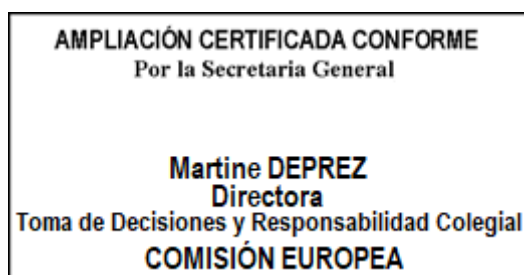 AMPLIACIÓN CERTIFICADA CONFORME
Por la Secretaria General
Martine DEPREZ
Directora
Toma de Decisiones y Responsabilidad Colegial
COMISIÓN EUROPEA